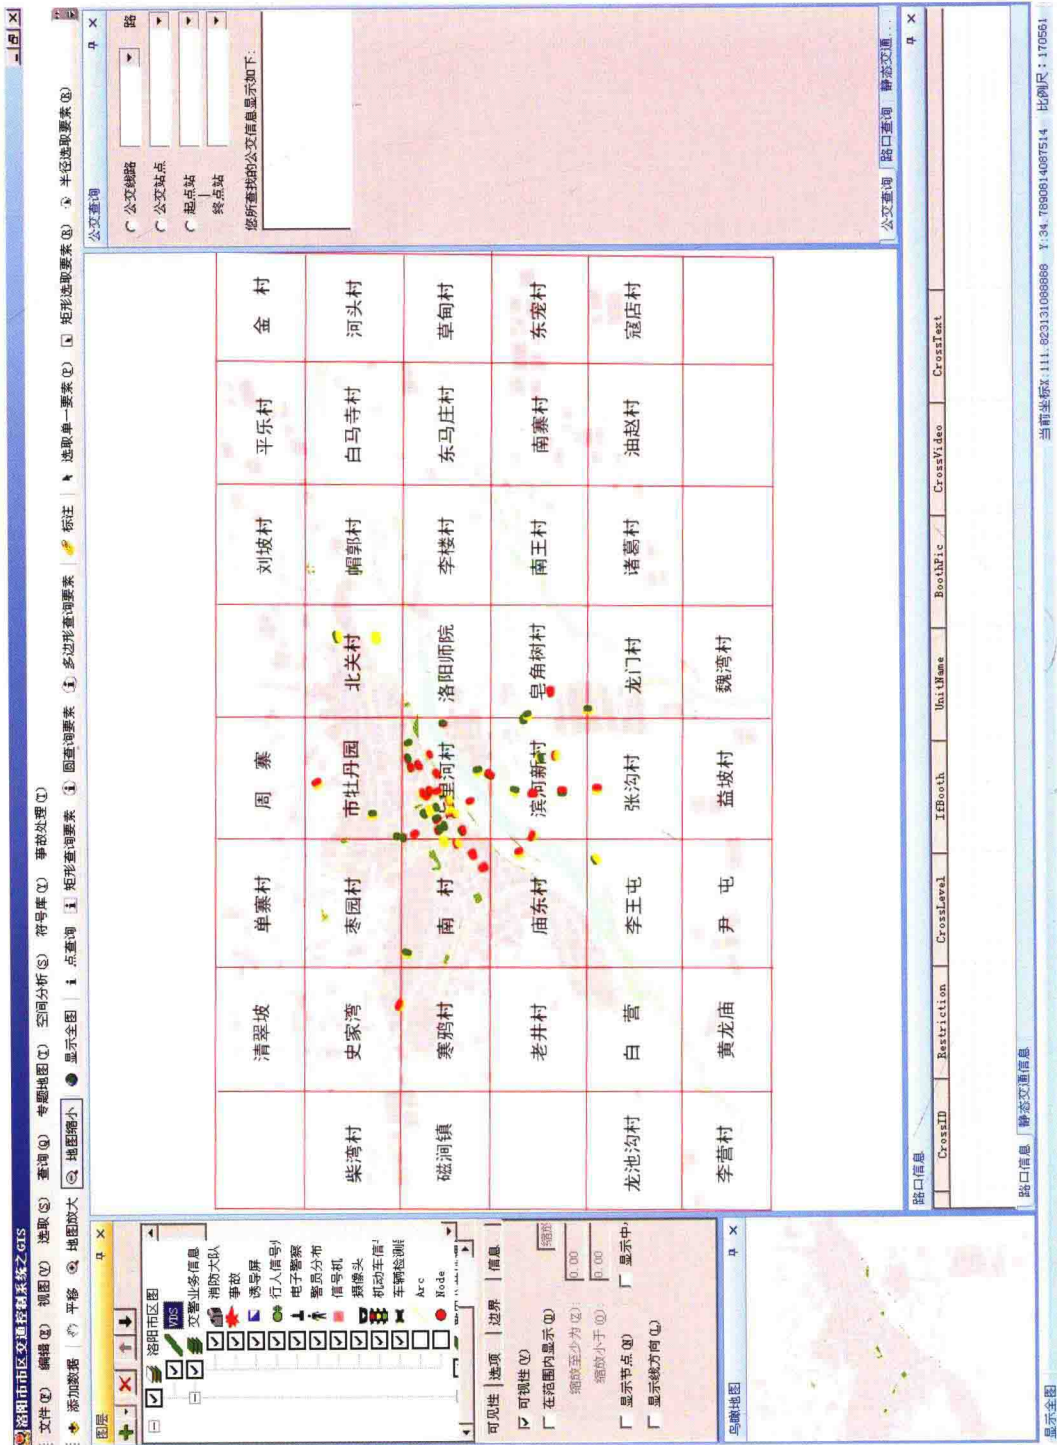 洛阳市市区交通控制系统之GIS
文件(F) 编辑(E) 视图(V) 选取(S) 查询(Q) 专题地图(T) 空间分析(S) 符号库(Y) 事故处理(I)
添加数据 平移 地图放大 地图缩小 显示全图 点查询 矩形查询要素 圆查询要素 多边形查询要素 标注 选取单一要素(P) 矩形选取要素(R) 半径选取要素(R)
图层
洛阳市区图
VDS
交警业务信息
消防大队
事故
诱导屏
行人信号
电子警察
警员分布
信号机
摄像头
机动车信
车辆检测
Arc
Node
可见性 选项 边界 信息
可视性(V)
在范围内显示(D)
缩放至少为(Z): 0.00
缩放小于(O): 0.00
显示节点(N) 显示中
显示线方向(L)
鸟瞰地图
清翠坡 单寨村 周寨 刘坡村 平乐村 金村
柴湾村 史家湾 枣园村 市牡丹园 北关村 帽郭村 白马寺村 河头村
磁涧镇 寒鸦村 南村 七里河村 洛阳师院 李楼村 东马庄村 草甸村
老井村 庙东村 滨河新村 皂角树村 南王村 南寨村 东宠村
龙池沟村 白营 李王屯 张沟村 龙门村 诸葛村 油赵村 寇店村
李营村 黄龙庙 尹屯 益坡村 魏湾村
公交查询
公交线路 路
公交站点
起点站
终点站
您所查找的公交信息显示如下:
公交查询 路口查询 静态交通...
路口信息
CrossID Restriction CrossLevel IfBooth UnitName BoothPic CrossVideo CrossText
路口信息 静态交通信息
显示全图 当前坐标X:111.823131088888 Y:34.7890814087514 比例尺:170561